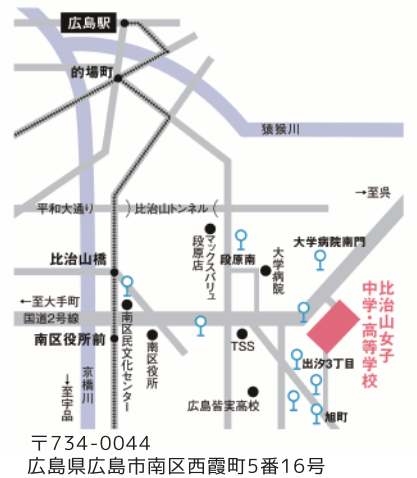 広島駅
的場町
猿猴川
→至呉
平和大通り
)比治山トンネル(
マックスバリュ
段原店
段原南
大学病院
大学病院南門
比治山橋
←至大手町
国道2号線
南区役所前
南区民文化センター
南区役所
TSS
比治山女子
中学・高等学校
出汐3丁目
京橋川
→至宇品
広島皆実高校
旭町
〒734-0044
広島県広島市南区西霞町5番16号